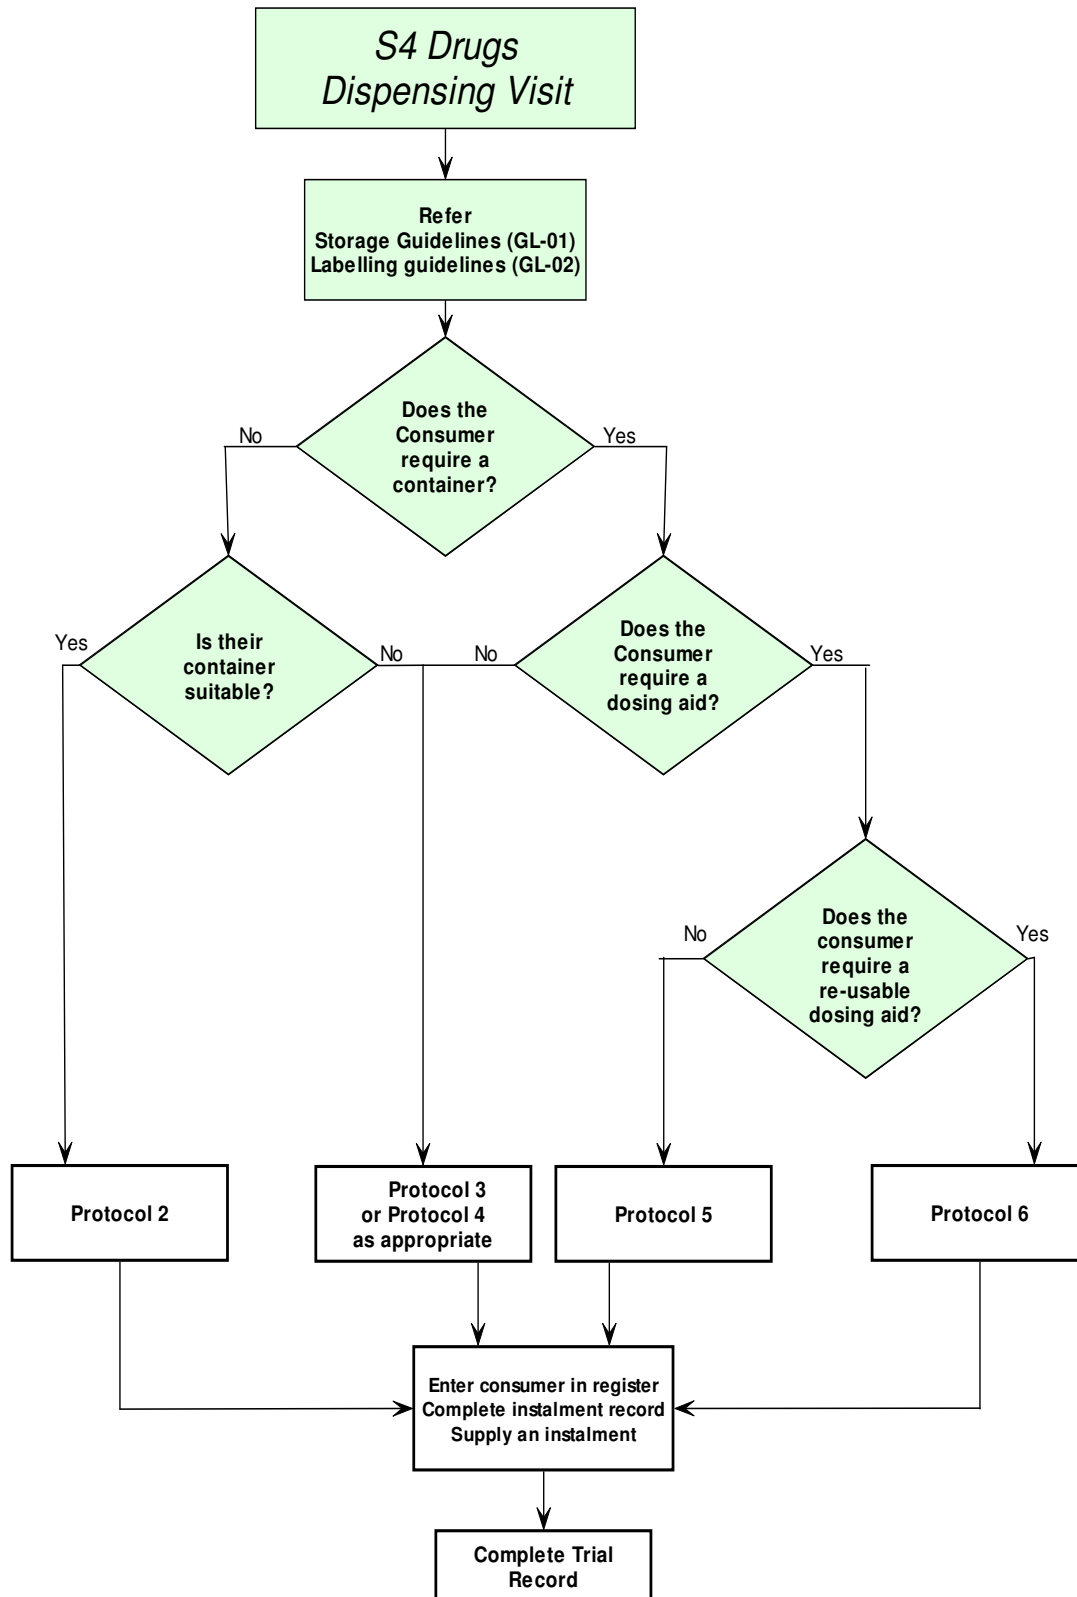 S4 Drugs
Dispensing Visit
Refer
Storage Guidelines (GL-01)
Labelling guidelines (GL-02)
Does the
Consumer
require a
container?
No
Yes
Is their
container
suitable?
Yes
No
Does the
Consumer
require a
dosing aid?
No
Yes
Does the
consumer
require a
re-usable
dosing aid?
No
Yes
Protocol 2
Protocol 3
or Protocol 4
as appropriate
Protocol 5
Protocol 6
Enter consumer in register
Complete instalment record
Supply an instalment
Complete Trial
Record